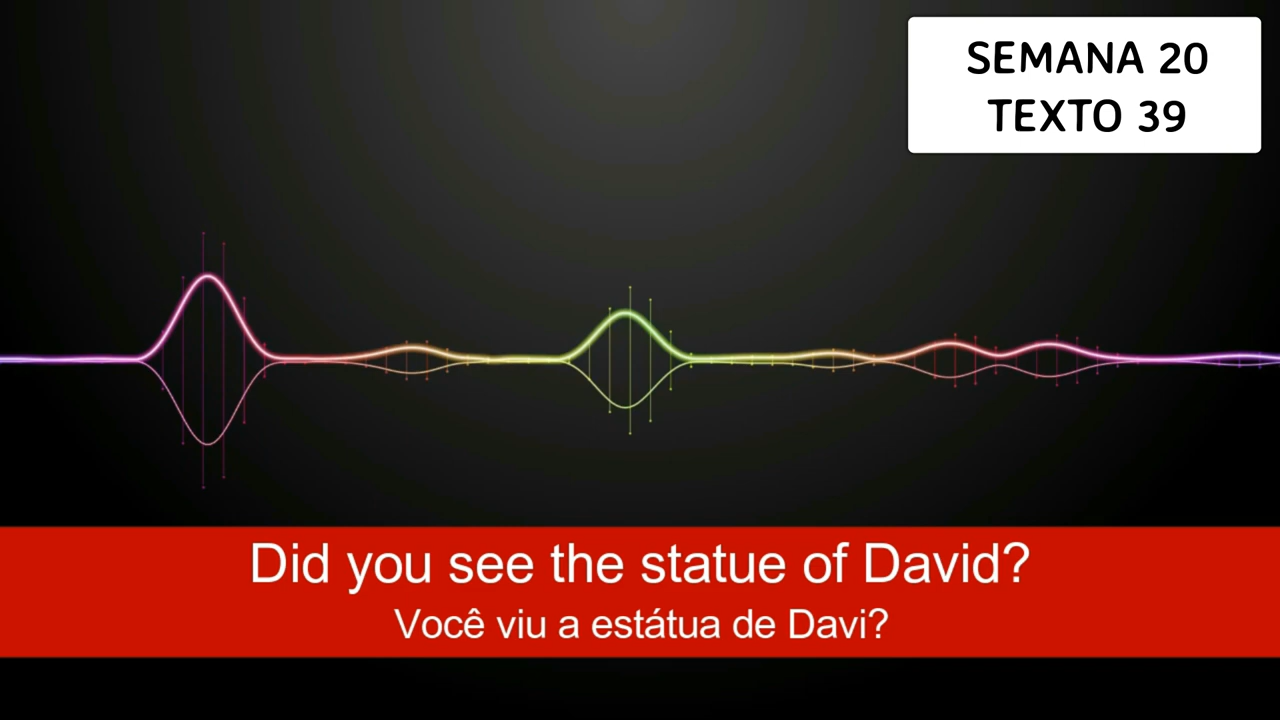 SEMANA 20
TEXTO 39
Did you see the statue of David?
Você viu a estátua de Davi?